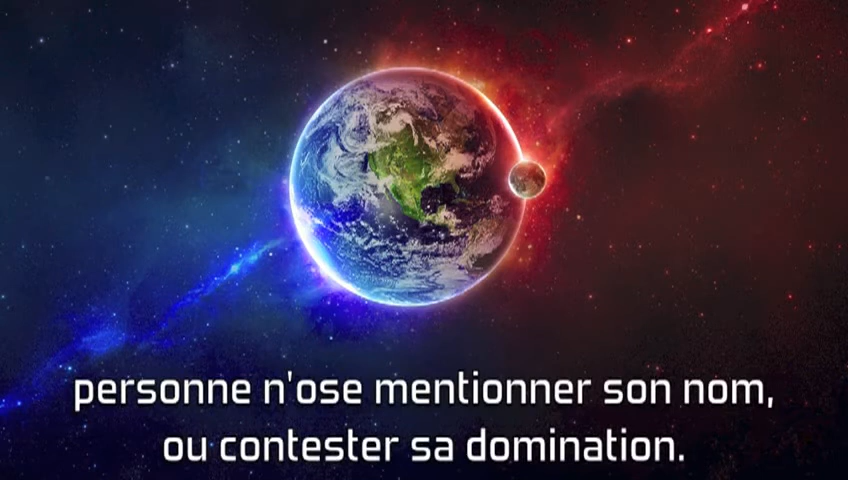 personne n'ose mentionner son nom,
ou contester sa domination.